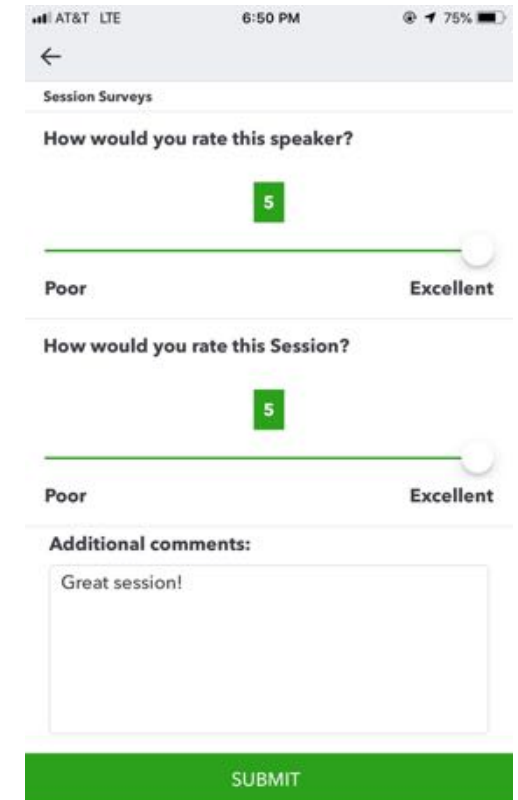 AT&T LTE 6:50 PM 75%
Session Surveys
How would you rate this speaker?
5
Poor Excellent
How would you rate this Session?
5
Poor Excellent
Additional comments:
Great session!
SUBMIT